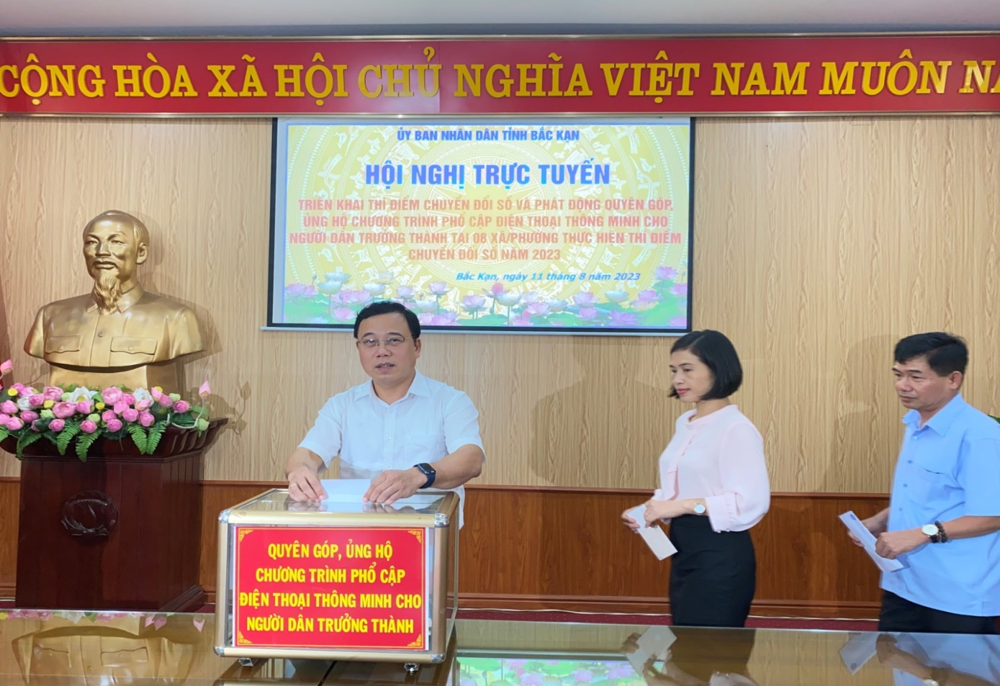 CỘNG HÒA XÃ HỘI CHỦ NGHĨA VIỆT NAM MUÔN NĂ
ỦY BAN NHÂN DÂN TỈNH BẮC KẠN
HỘI NGHỊ TRỰC TUYẾN
TRIỂN KHAI THÍ ĐIỂM CHUYỂN ĐỔI SỐ VÀ PHÁT ĐỘNG QUYÊN GÓP,
ỦNG HỘ CHƯƠNG TRÌNH PHỔ CẬP ĐIỆN THOẠI THÔNG MINH CHO
NGƯỜI DÂN TRƯỞNG THÀNH TẠI 08 XÃ/PHƯỜNG THỰC HIỆN THÍ ĐIỂM
CHUYỂN ĐỔI SỐ NĂM 2023
Bắc Kạn, ngày 11 tháng 8 năm 2023
QUYÊN GÓP, ỦNG HỘ
CHƯƠNG TRÌNH PHỔ CẬP
ĐIỆN THOẠI THÔNG MINH CHO
NGƯỜI DÂN TRƯỞNG THÀNH